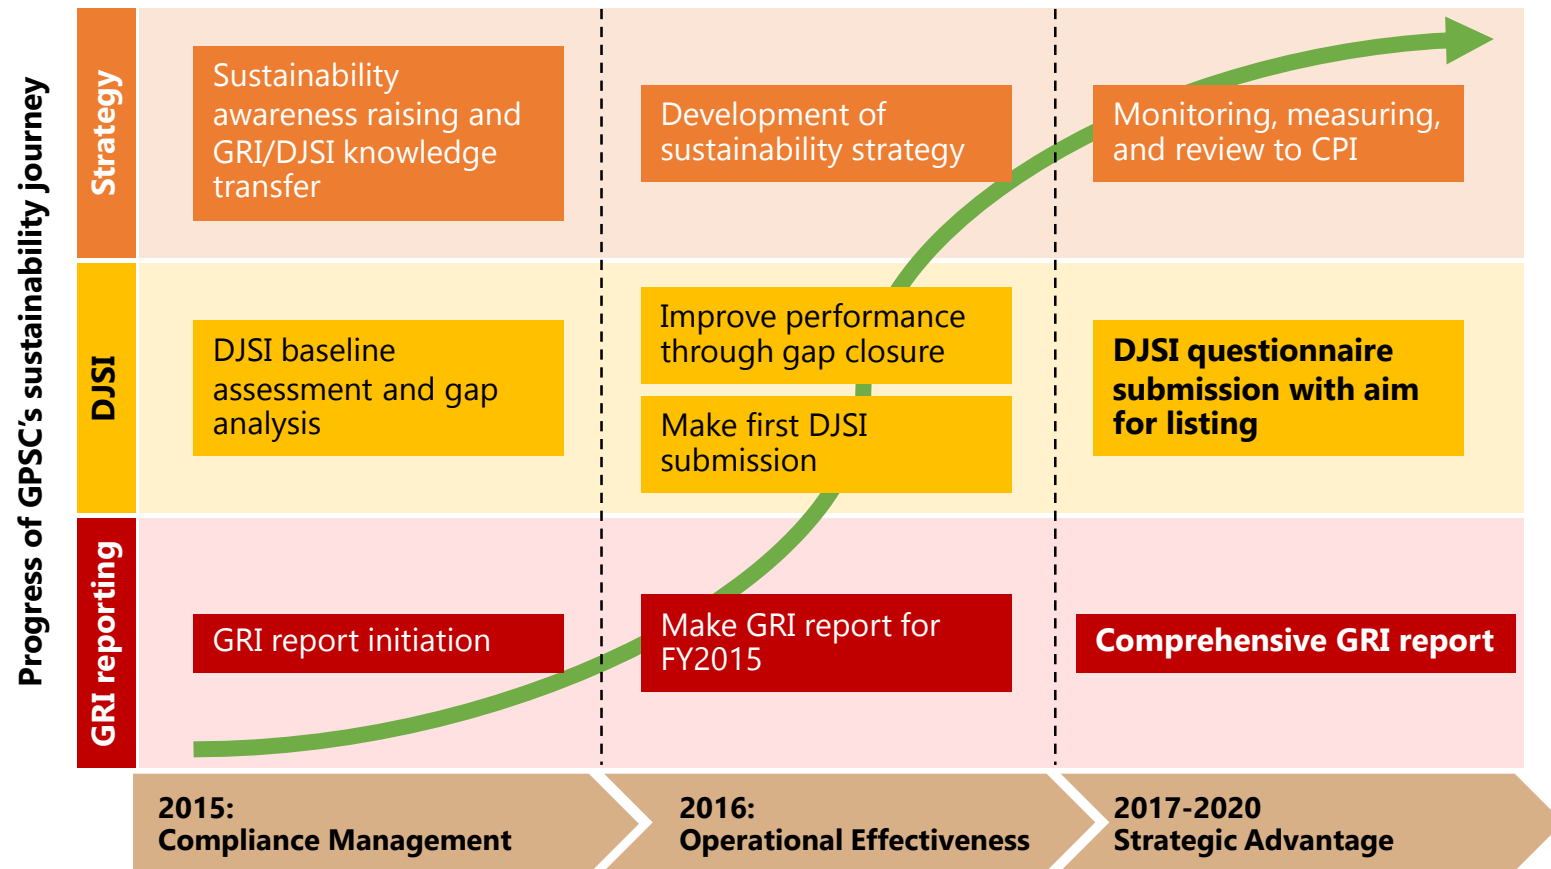 Progress of GPSC's sustainability journey
Strategy
Sustainability
awareness raising and
GRI/DJSI knowledge
transfer
Development of
sustainability strategy
Monitoring, measuring,
and review to CPI
DJSI
DJSI baseline
assessment and gap
analysis
Improve performance
through gap closure
Make first DJSI
submission
DJSI questionnaire
submission with aim
for listing
GRI reporting
GRI report initiation
Make GRI report for
FY2015
Comprehensive GRI report
2015:
Compliance Management
2016:
Operational Effectiveness
2017-2020
Strategic Advantage